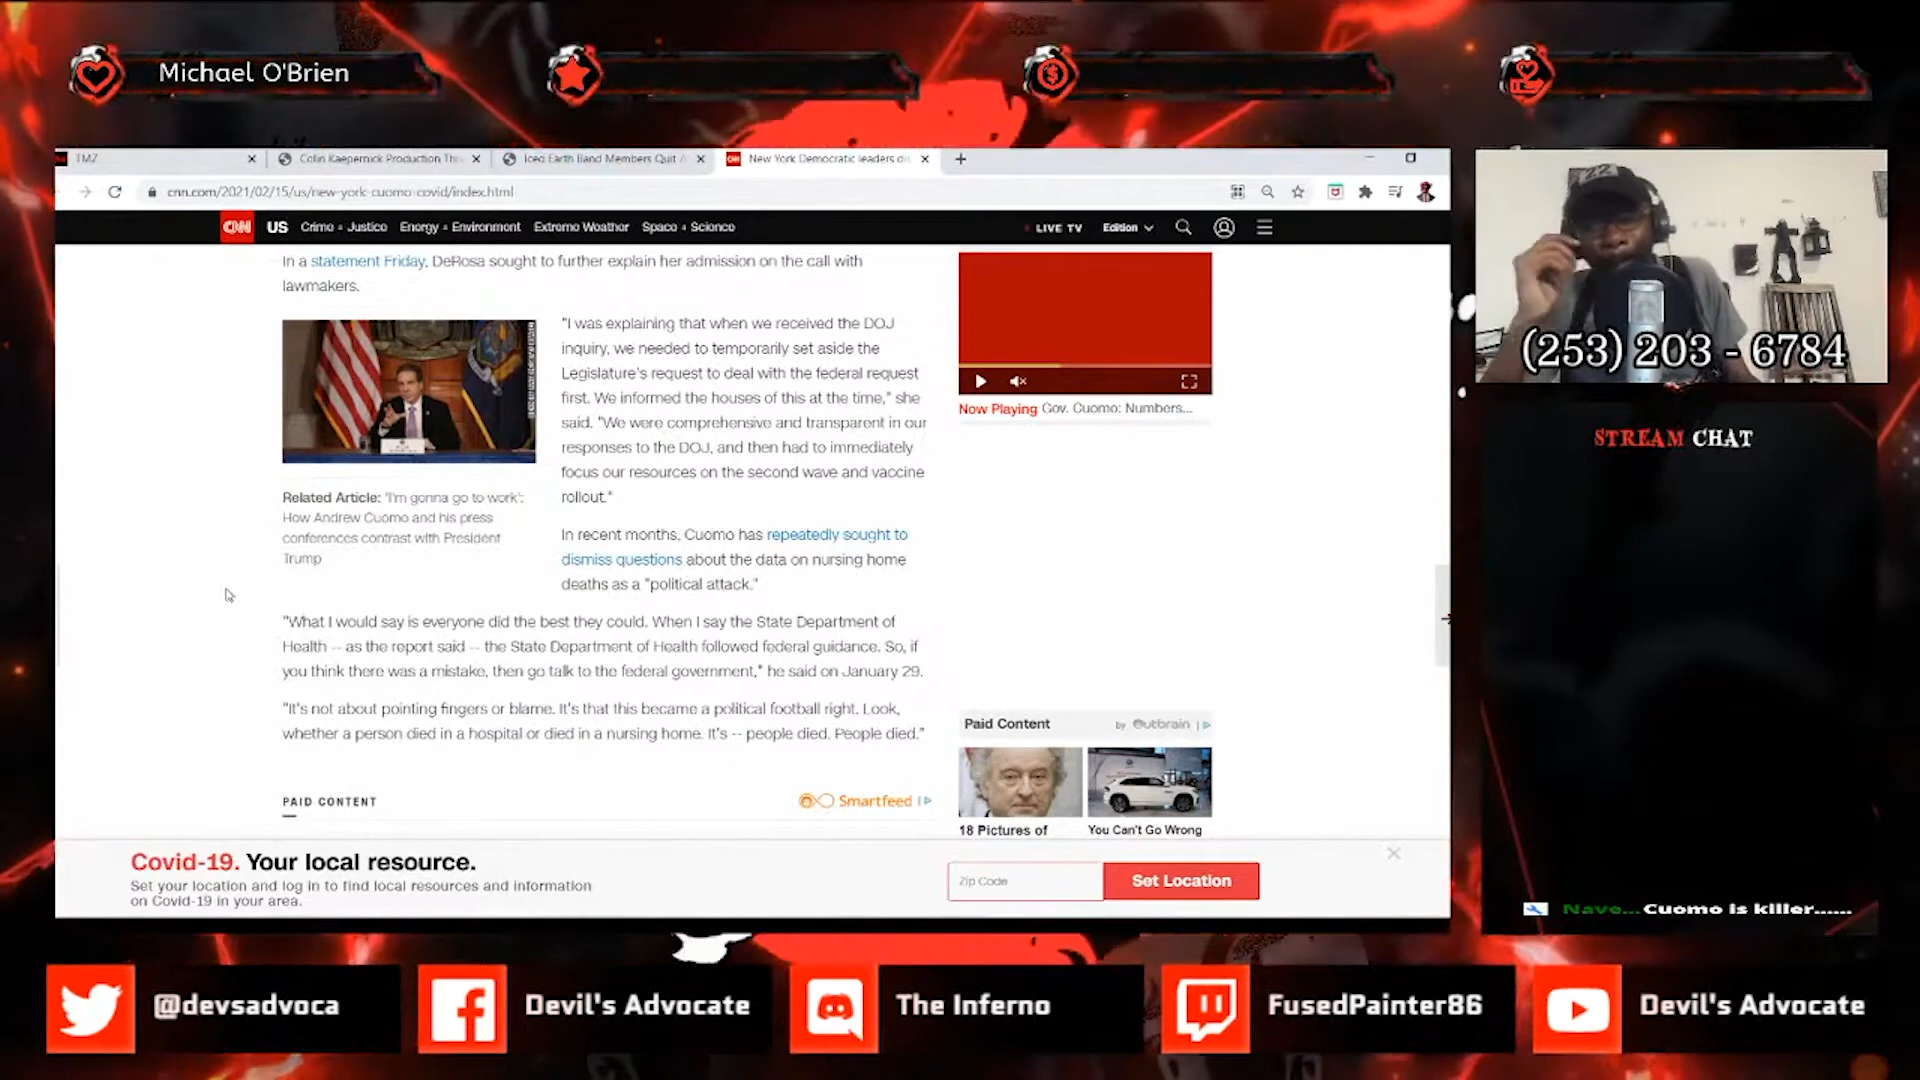 Michael O'Brien
TMZ
Colin Kaepernick Production Thr
Iced Earth Band Members Quit
New York Democratic leaders di
cnn.com/2021/02/15/us/new-york-cuomo-covid/index.html
CNN US Crime + Justice Energy + Environment Extreme Weather Space + Science LIVE TV Edition
In a statement Friday, DeRosa sought to further explain her admission on the call with
lawmakers.
"I was explaining that when we received the DOJ
inquiry, we needed to temporarily set aside the
Legislature's request to deal with the federal request
first. We informed the houses of this at the time," she
said. "We were comprehensive and transparent in our
responses to the DOJ, and then had to immediately
focus our resources on the second wave and vaccine
rollout."
Related Article: 'I'm gonna go to work':
How Andrew Cuomo and his press
conferences contrast with President
Trump
In recent months, Cuomo has repeatedly sought to
dismiss questions about the data on nursing home
deaths as a "political attack."
"What I would say is everyone did the best they could. When I say the State Department of
Health -- as the report said -- the State Department of Health followed federal guidance. So, if
you think there was a mistake, then go talk to the federal government," he said on January 29.
"It's not about pointing fingers or blame. It's that this became a political football right. Look,
whether a person died in a hospital or died in a nursing home. It's -- people died. People died."
PAID CONTENT
Smartfeed
Now Playing Gov. Cuomo: Numbers...
Paid Content by Outbrain
18 Pictures of
You Can't Go Wrong
Covid-19. Your local resource.
Set your location and log in to find local resources and information
on Covid-19 in your area.
Zip Code
Set Location
(253) 203 - 6784
STREAM CHAT
Nave... Cuomo is killer......
@devsadvoca
Devil's Advocate
The Inferno
FusedPainter86
Devil's Advocate